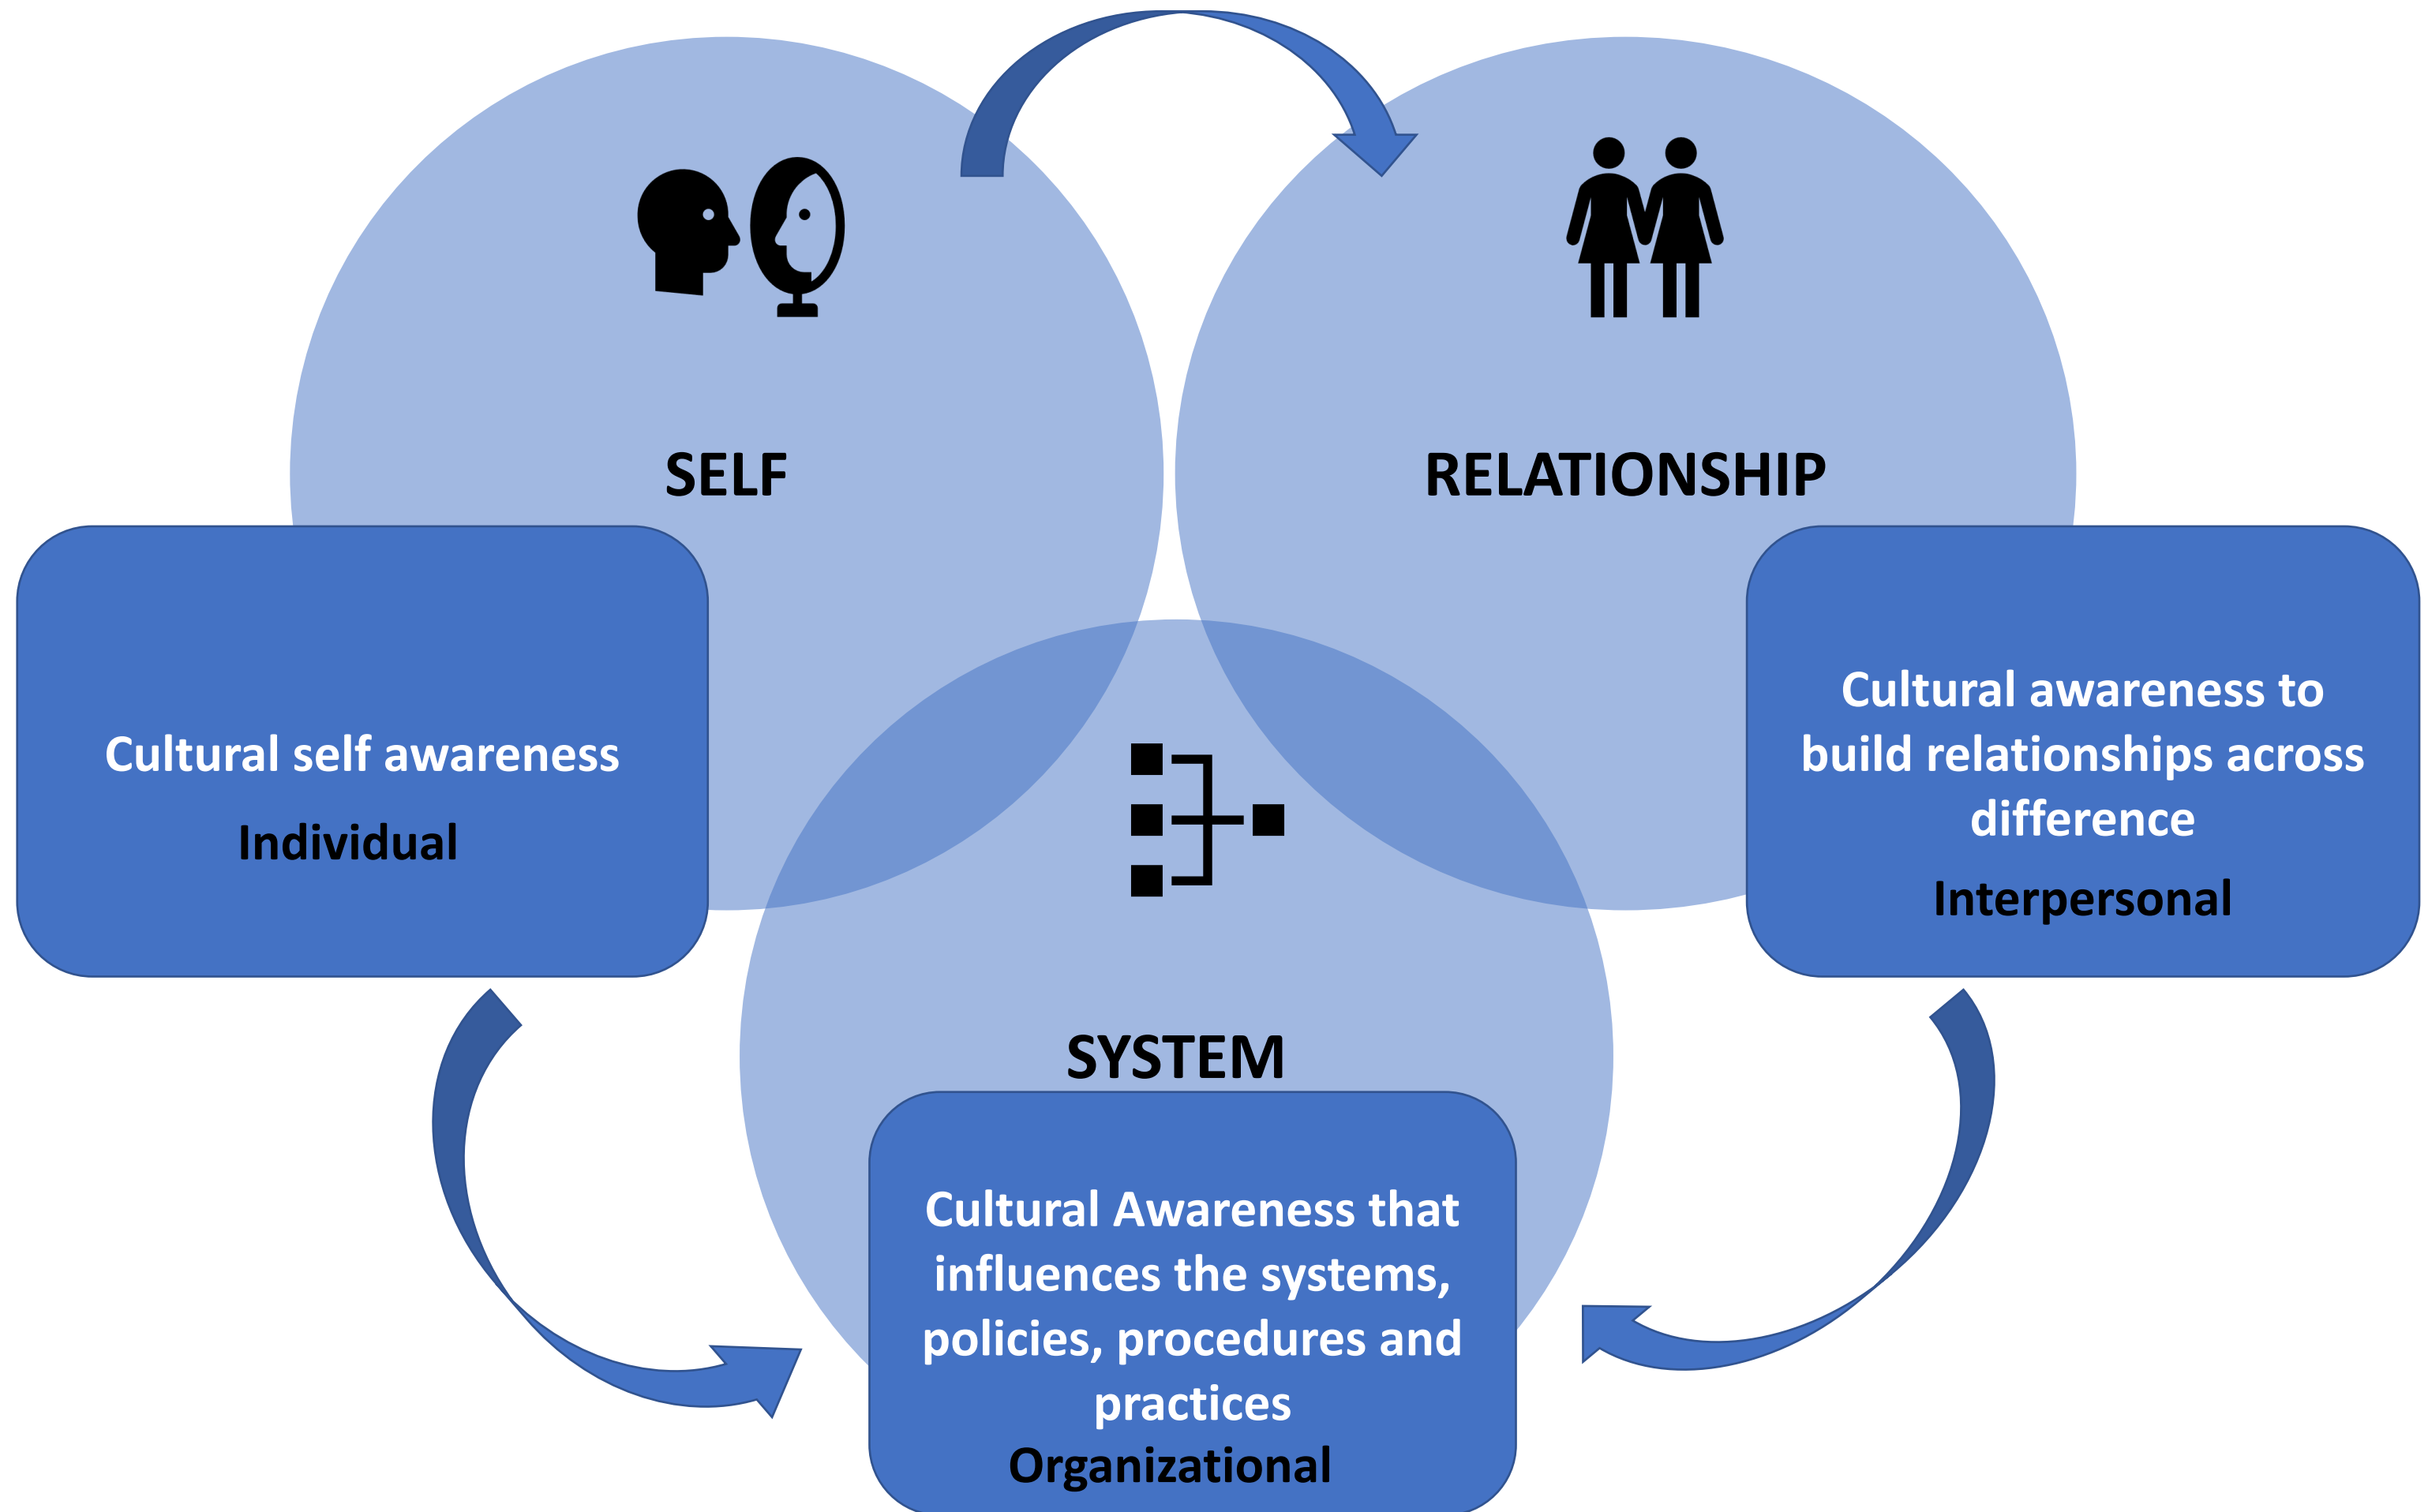 SELF
RELATIONSHIP
Cultural self awareness
Individual
Cultural awareness to
build relationships across
difference
Interpersonal
SYSTEM
Cultural Awareness that
influences the systems,
policies, procedures and
practices
Organizational